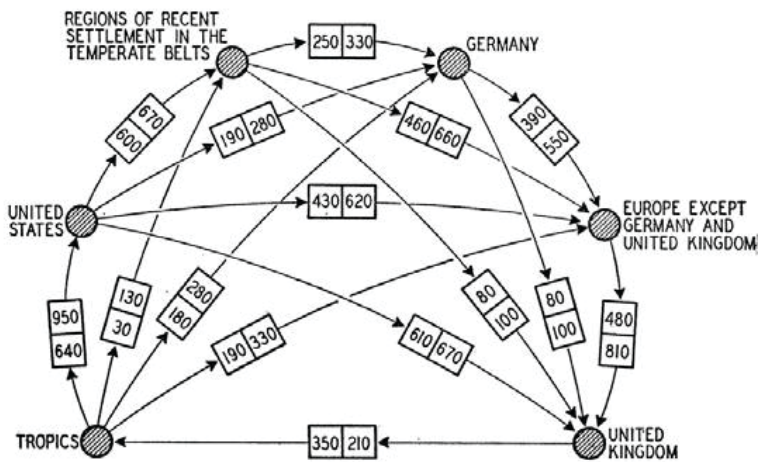 REGIONS OF RECENT
SETTLEMENT IN THE
TEMPERATE BELTS
250 330
GERMANY
670
600
190 280
460 660
390
550
UNITED
STATES
430 620
EUROPE EXCEPT
GERMANY AND
UNITED KINGDOM
950
640
130
30
280
180
190 330
610 670
80
100
80
100
480
810
TROPICS
350 210
UNITED
KINGDOM